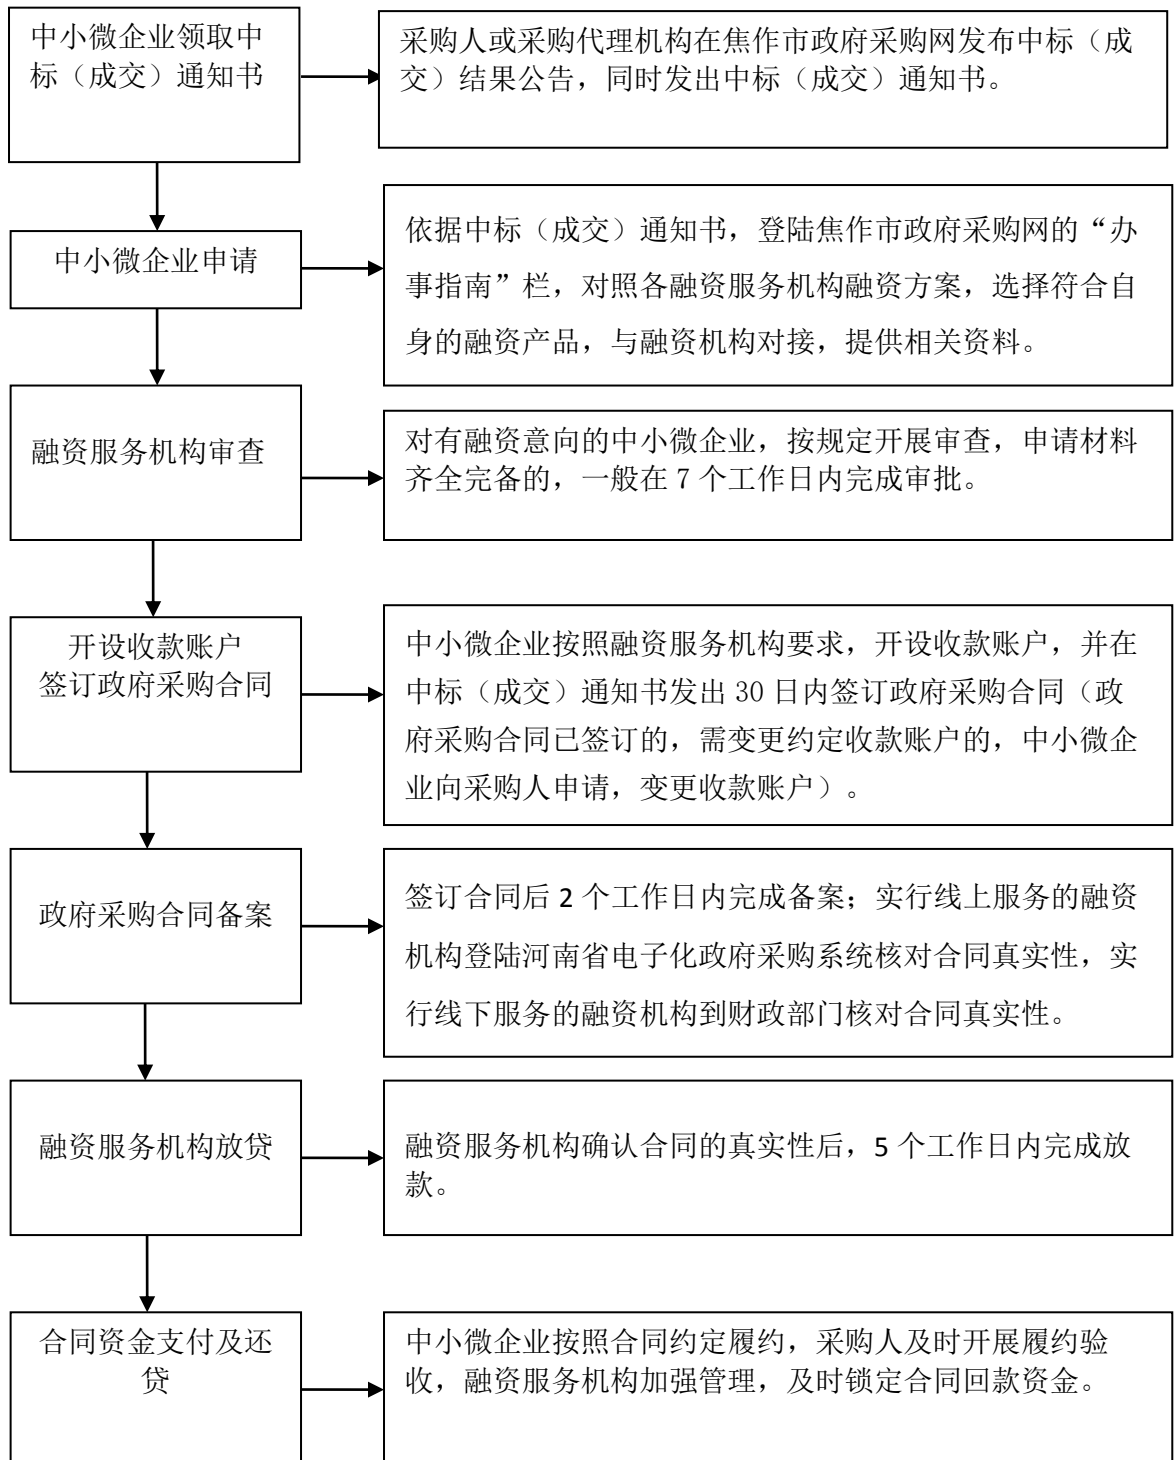 中小微企业领取中
标（成交）通知书
采购人或采购代理机构在焦作市政府采购网发布中标（成
交）结果公告，同时发出中标（成交）通知书。
中小微企业申请
依据中标（成交）通知书，登陆焦作市政府采购网的“办
事指南”栏，对照各融资服务机构融资方案，选择符合自
身的融资产品，与融资机构对接，提供相关资料。
融资服务机构审查
对有融资意向的中小微企业，按规定开展审查，申请材料
齐全完备的，一般在 7 个工作日内完成审批。
开设收款账户
签订政府采购合同
中小微企业按照融资服务机构要求，开设收款账户，并在
中标（成交）通知书发出 30 日内签订政府采购合同（政
府采购合同已签订的，需变更约定收款账户的，中小微企
业向采购人申请，变更收款账户）。
政府采购合同备案
签订合同后 2 个工作日内完成备案；实行线上服务的融资
机构登陆河南省电子化政府采购系统核对合同真实性，实
行线下服务的融资机构到财政部门核对合同真实性。
融资服务机构放贷
融资服务机构确认合同的真实性后，5 个工作日内完成放
款。
合同资金支付及还
贷
中小微企业按照合同约定履约，采购人及时开展履约验
收，融资服务机构加强管理，及时锁定合同回款资金。